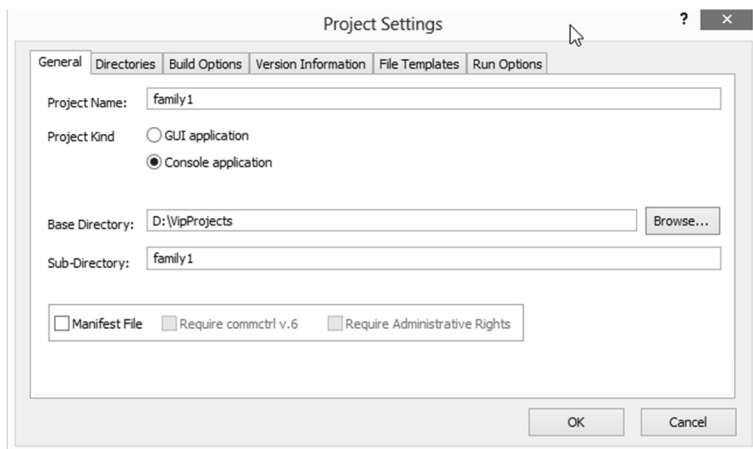 Project Settings
?
General Directories Build Options Version Information File Templates Run Options
Project Name: family1
Project Kind GUI application
Console application
Base Directory: D:\VipProjects Browse...
Sub-Directory: family1
Manifest File Require commctrl v.6 Require Administrative Rights
OK Cancel